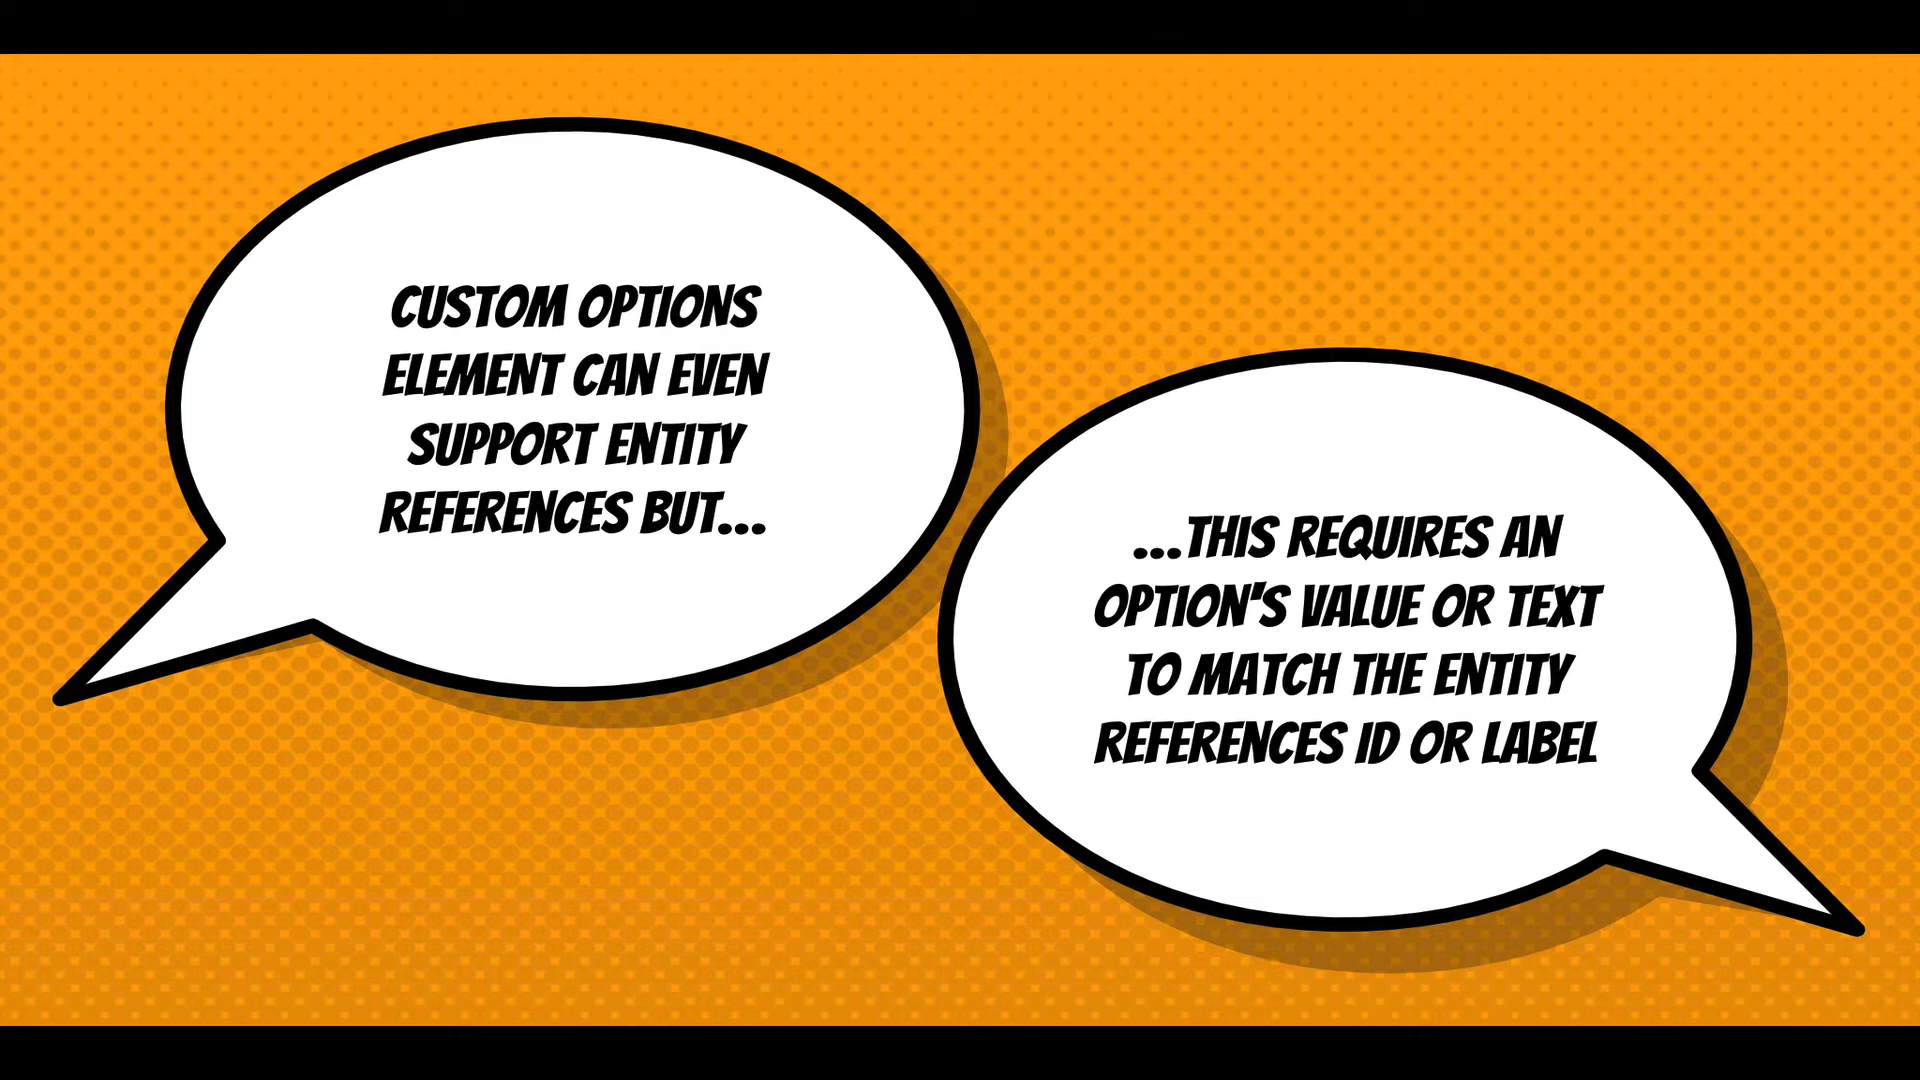 CUSTOM OPTIONS
ELEMENT CAN EVEN
SUPPORT ENTITY
REFERENCES BUT...
...THIS REQUIRES AN
OPTION'S VALUE OR TEXT
TO MATCH THE ENTITY
REFERENCES ID OR LABEL